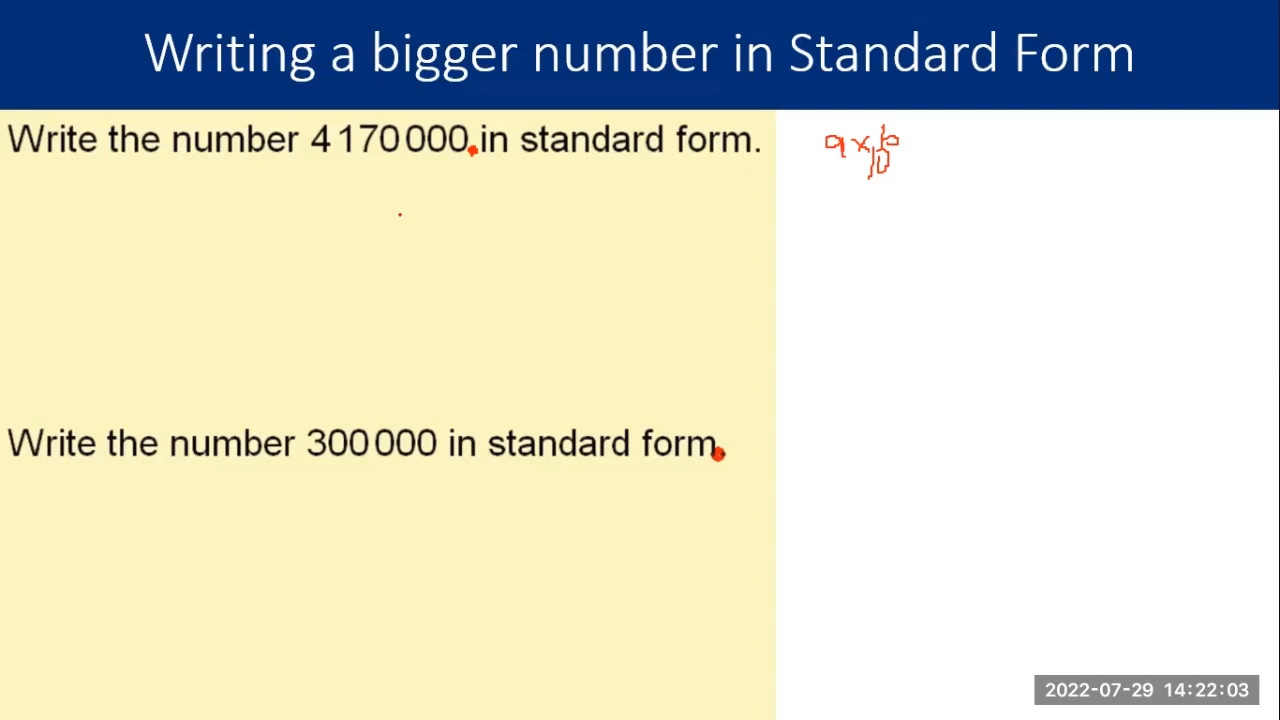 Writing a bigger number in Standard Form
Write the number 4 170 000. in standard form.
a × 10^b
Write the number 300 000 in standard form.
2022-07-29 14:22:03